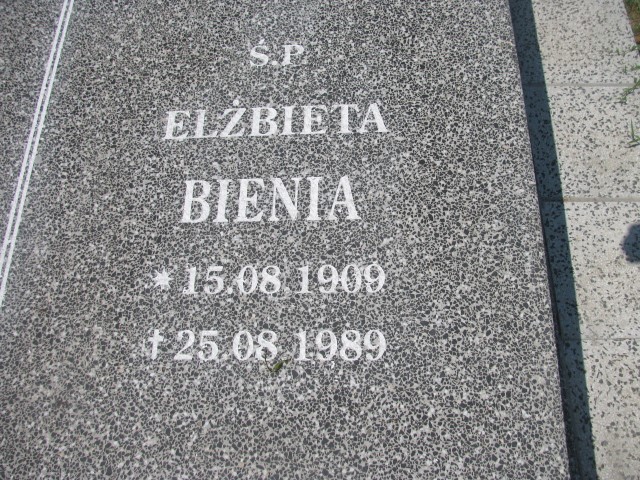 Ś.P.
ELŻBIETA
BIENIA
* 15.08.1909
† 25.08.1989